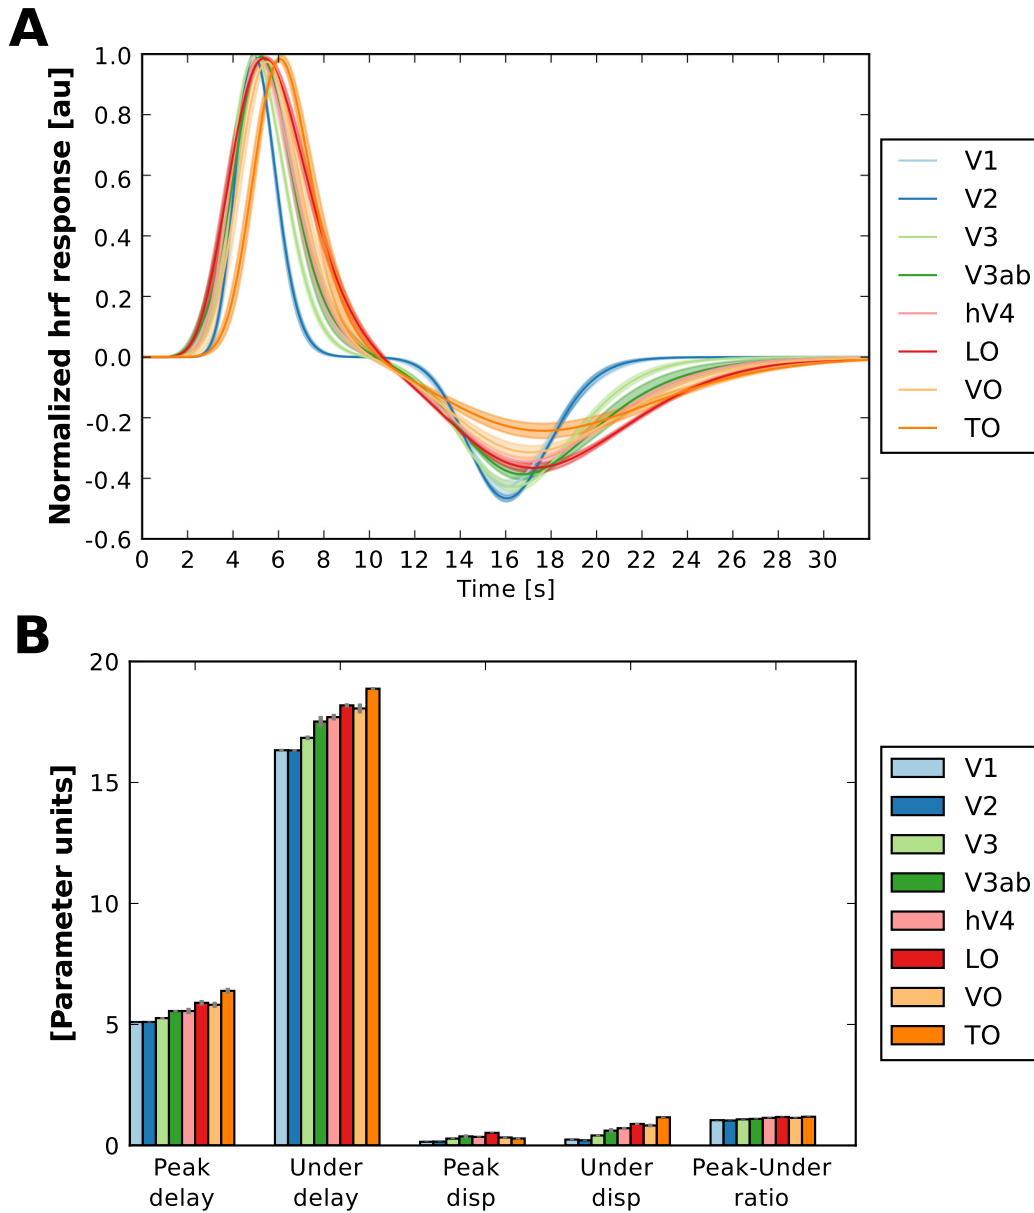 A
Normalized hrf response [au]
1.0
0.8
0.6
0.4
0.2
0.0
-0.2
-0.4
-0.6
0 2 4 6 8 10 12 14 16 18 20 22 24 26 28 30
Time [s]
V1
V2
V3
V3ab
hV4
LO
VO
TO
B
[Parameter units]
20
15
10
5
0
Peak delay
Under delay
Peak disp
Under disp
Peak-Under ratio
V1
V2
V3
V3ab
hV4
LO
VO
TO